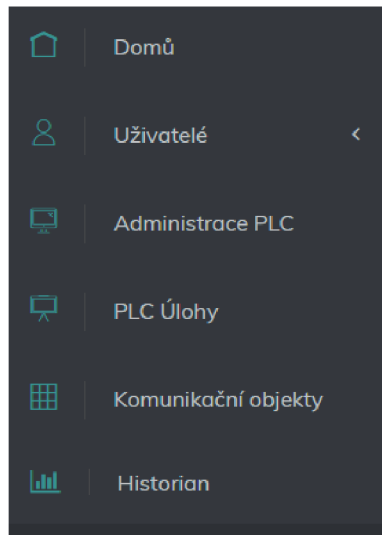 Domů
Uživatelé
Administrace PLC
PLC Úlohy
Komunikační objekty
Historian